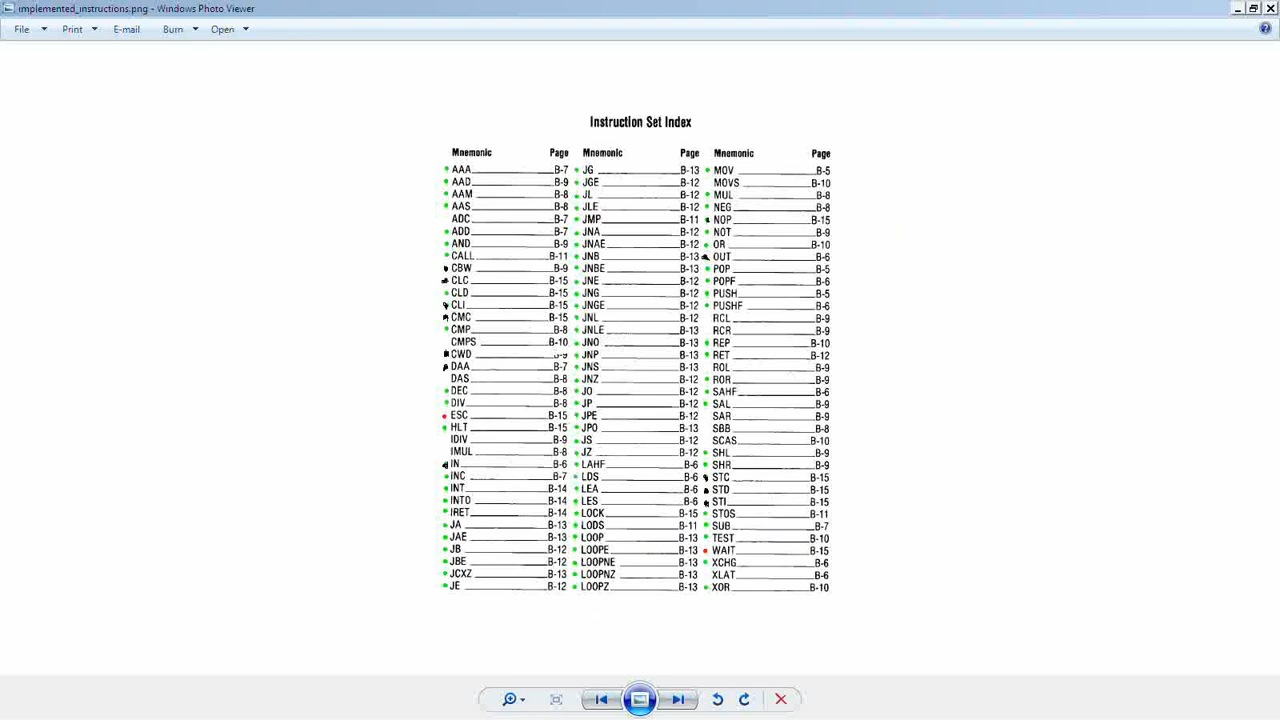 implemented_instructions.png - Windows Photo Viewer
File Print E-mail Burn Open
Instruction Set Index
Mnemonic Page Mnemonic Page Mnemonic Page
AAA B-7 JG B-13 MOV B-5
AAD B-9 JGE B-12 MOVS B-10
AAM B-8 JL B-12 MUL B-8
AAS B-8 JLE B-12 NEG B-8
ADC B-7 JMP B-11 NOP B-15
ADD B-7 JNA B-12 NOT B-9
AND B-9 JNAE B-12 OR B-10
CALL B-11 JNB B-13 OUT B-6
CBW B-9 JNBE B-13 POP B-5
CLC B-15 JNE B-12 POPF B-6
CLD B-15 JNG B-12 PUSH B-5
CLI B-15 JNGE B-12 PUSHF B-6
CMC B-15 JNL B-12 RCL B-9
CMP B-8 JNLE B-13 RCR B-9
CMPS B-10 JNO B-13 REP B-10
CWD B-9 JNP B-13 RET B-12
DAA B-7 JNS B-13 ROL B-9
DAS B-8 JNZ B-12 ROR B-9
DEC B-8 JO B-12 SAHF B-6
DIV B-8 JP B-12 SAL B-9
ESC B-15 JPE B-12 SAR B-9
HLT B-15 JPO B-13 SBB B-8
IDIV B-9 JS B-12 SCAS B-10
IMUL B-8 JZ B-12 SHL B-9
IN B-6 LAHF B-6 SHR B-9
INC B-7 LDS B-6 STC B-15
INT B-14 LEA B-6 STD B-15
INTO B-14 LES B-6 STI B-15
IRET B-14 LOCK B-15 STOS B-11
JA B-13 LODS B-11 SUB B-7
JAE B-13 LOOP B-13 TEST B-10
JB B-12 LOOPE B-13 WAIT B-15
JBE B-12 LOOPNE B-13 XCHG B-6
JCXZ B-13 LOOPNZ B-13 XLAT B-6
JE B-12 LOOPZ B-13 XOR B-10